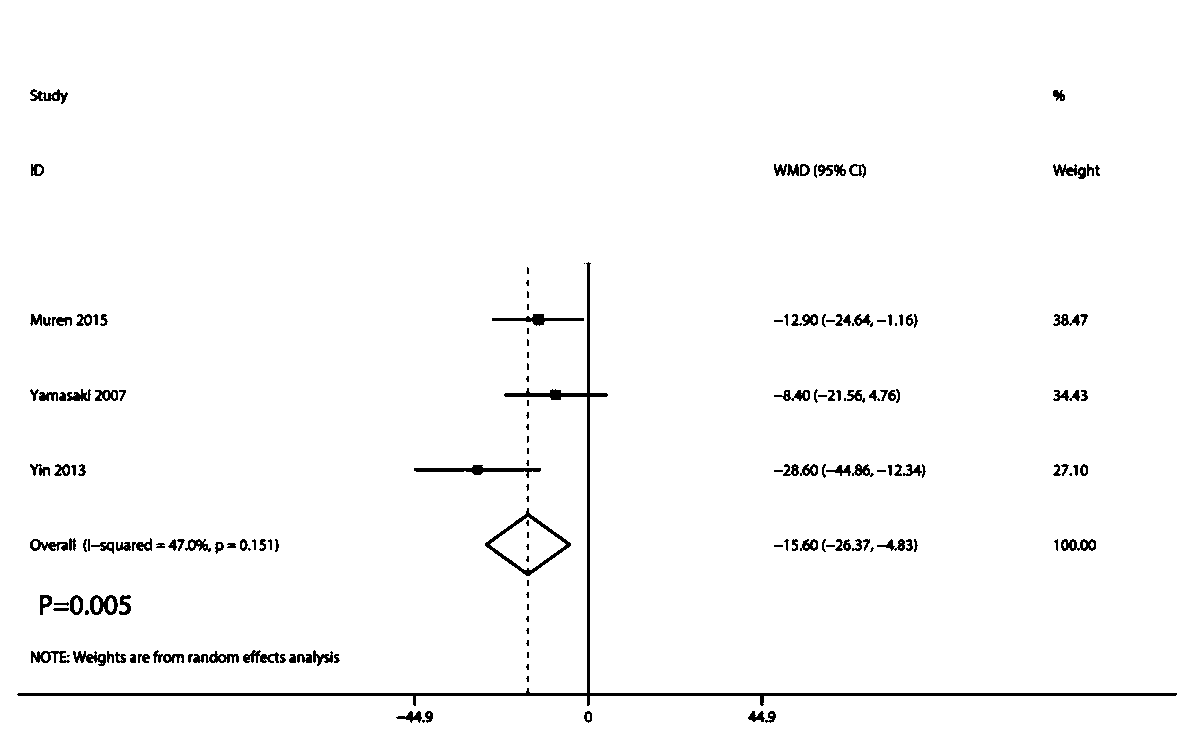 Study %
ID WMD (95% CI) Weight
Muren 2015 −12.90 (−24.64, −1.16) 38.47
Yamasaki 2007 −8.40 (−21.56, 4.76) 34.43
Yin 2013 −28.60 (−44.86, −12.34) 27.10
Overall (I−squared = 47.0%, p = 0.151) −15.60 (−26.37, −4.83) 100.00
P=0.005
NOTE: Weights are from random effects analysis
−44.9 0 44.9